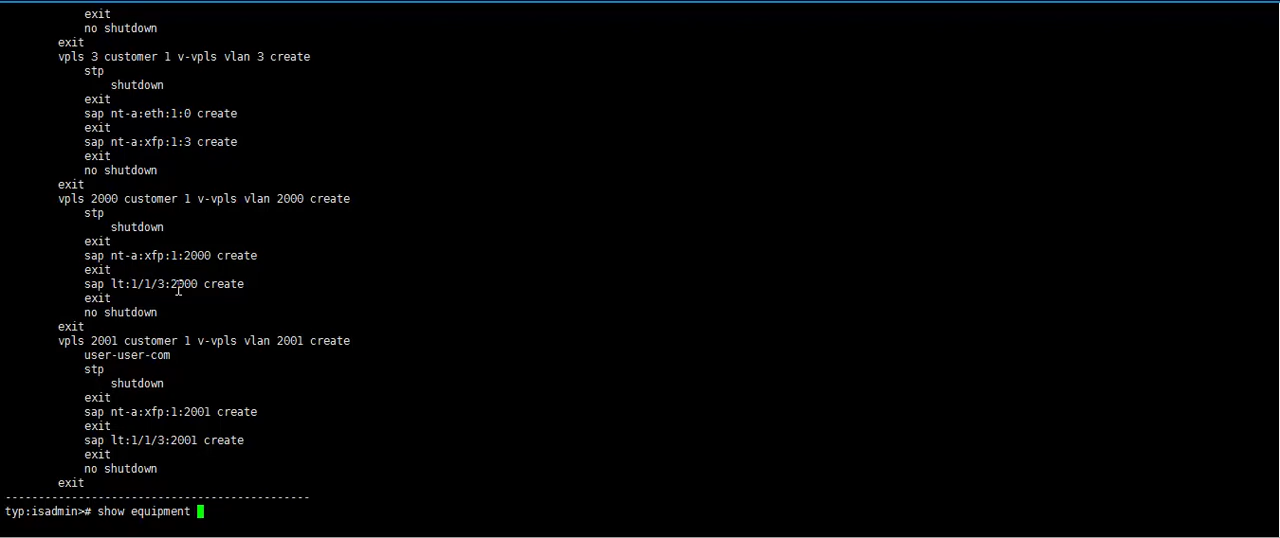 exit
no shutdown
exit
vpls 3 customer 1 v-vpls vlan 3 create
stp
shutdown
exit
sap nt-a:eth:1:0 create
exit
sap nt-a:xfp:1:3 create
exit
no shutdown
exit
vpls 2000 customer 1 v-vpls vlan 2000 create
stp
shutdown
exit
sap nt-a:xfp:1:2000 create
exit
sap lt:1/1/3:2000 create
exit
no shutdown
exit
vpls 2001 customer 1 v-vpls vlan 2001 create
user-user-com
stp
shutdown
exit
sap nt-a:xfp:1:2001 create
exit
sap lt:1/1/3:2001 create
exit
no shutdown
exit
----------------------------------------------
typ:isadmin># show equipment